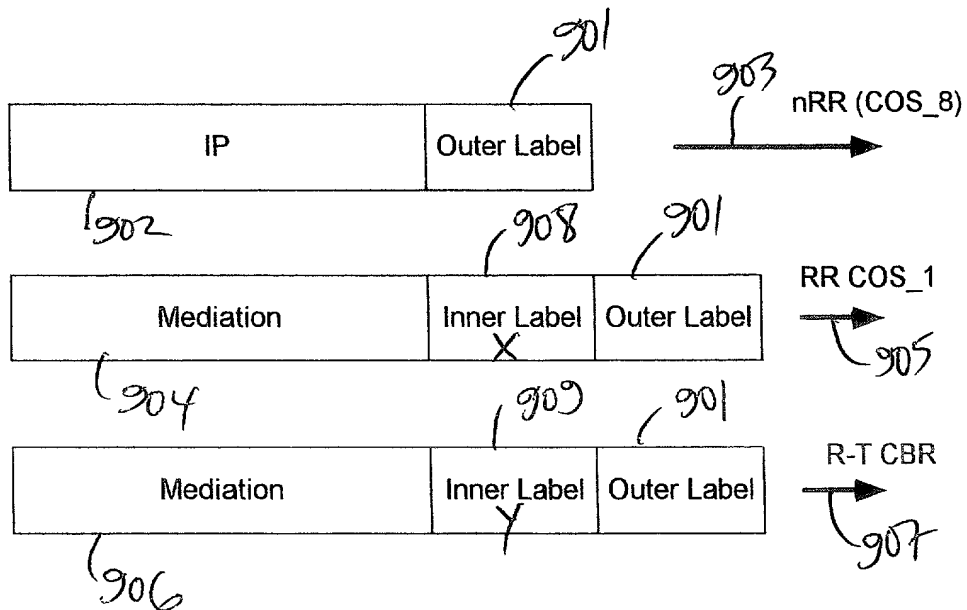 901
903
nRR (COS_8)
IP
Outer Label
902
908
901
RR COS_1
Mediation
Inner Label
X
Outer Label
904
905
909
901
R-T CBR
Mediation
Inner Label
Y
Outer Label
906
907